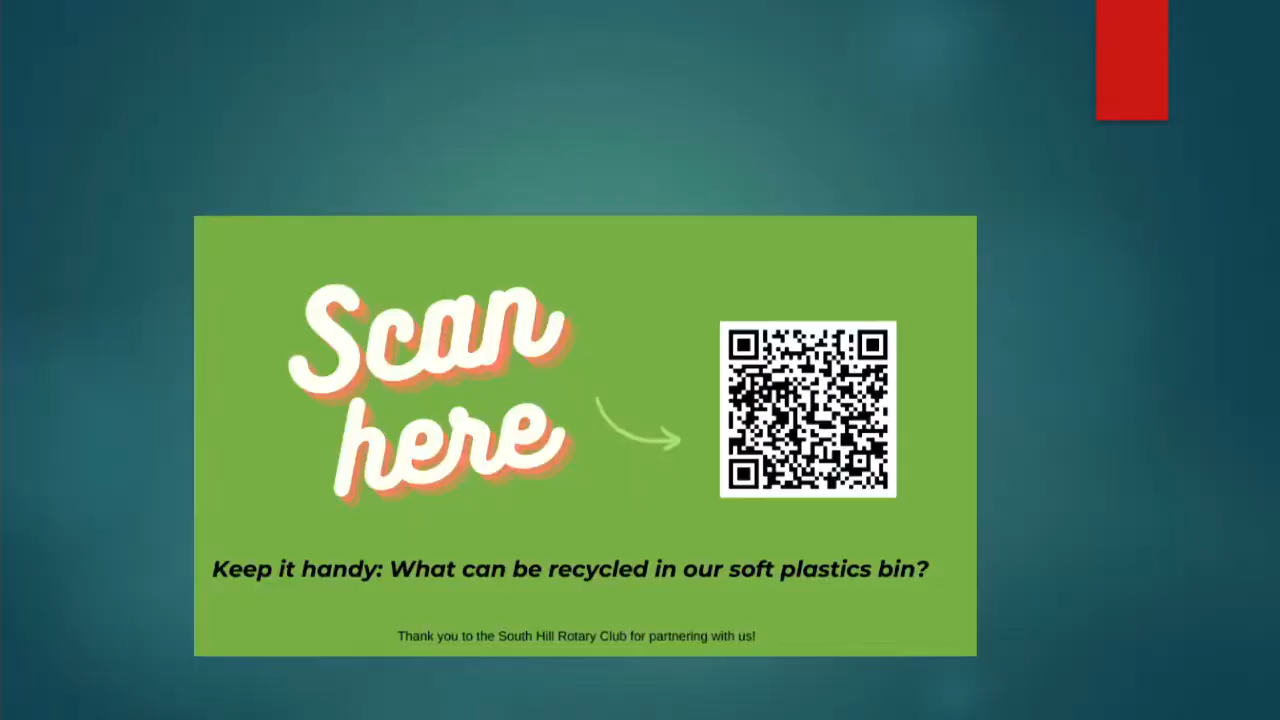 Scan
here
Keep it handy: What can be recycled in our soft plastics bin?
Thank you to the South Hill Rotary Club for partnering with us!